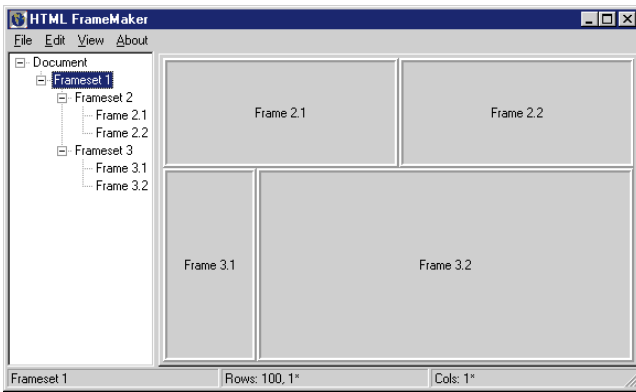 HTML FrameMaker
File Edit View About
Document
Frameset 1
Frameset 2
Frame 2.1
Frame 2.2
Frameset 3
Frame 3.1
Frame 3.2
Frame 2.1 Frame 2.2
Frame 3.1 Frame 3.2
Frameset 1 Rows: 100, 1* Cols: 1*